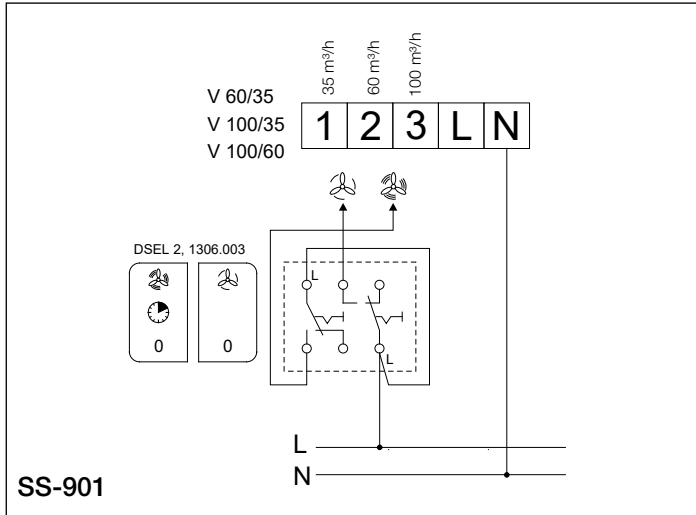 35 m³/h
60 m³/h
100 m³/h
V 60/35
V 100/35
V 100/60
1 2 3 L N
DSEL 2, 1306.003
0 0
L
L
L
N
SS-901